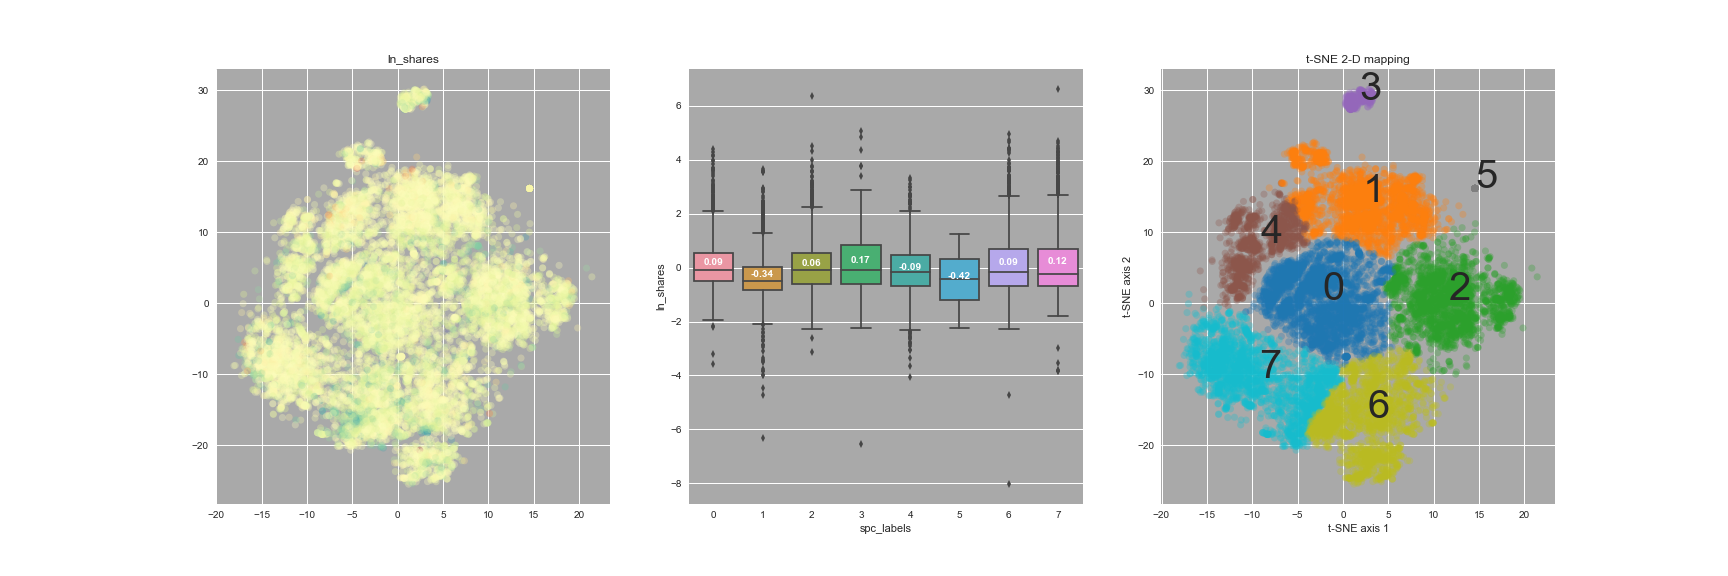 ln_shares
30
20
10
0
−10
−20
−20 −15 −10 −5 0 5 10 15 20
ln_shares
6
4
2
0
−2
−4
−6
−8
0.09 -0.34 0.06 0.17 -0.09 -0.42 0.09 0.12
0 1 2 3 4 5 6 7
spc_labels
t-SNE 2-D mapping
t-SNE axis 2
30
20
10
0
−10
−20
3
5
1
4
0
2
7
6
−20 −15 −10 −5 0 5 10 15 20
t-SNE axis 1